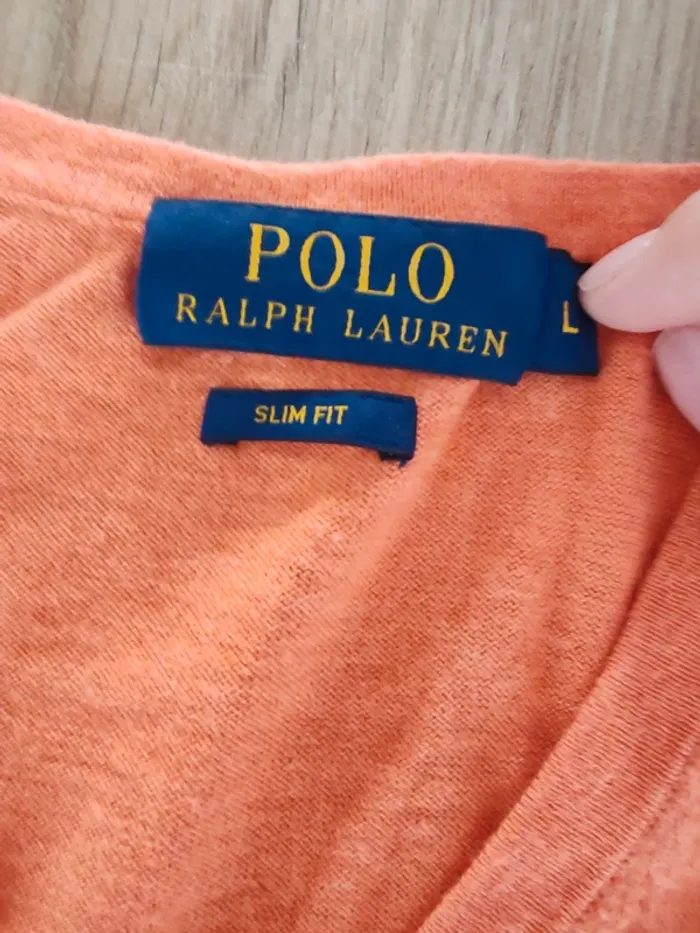 POLO
RALPH LAUREN
L
SLIM FIT